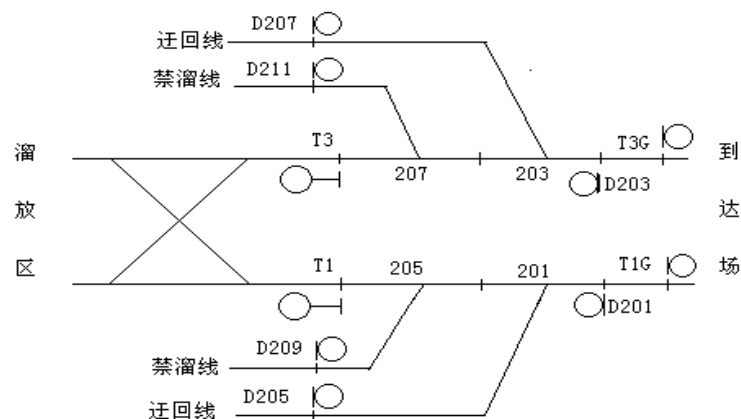 D207
迂回线
D211
禁溜线
T3
T3G
溜
到
207
203
D203
放
达
区
场
T1
205
201
T1G
D201
D209
禁溜线
D205
迂回线